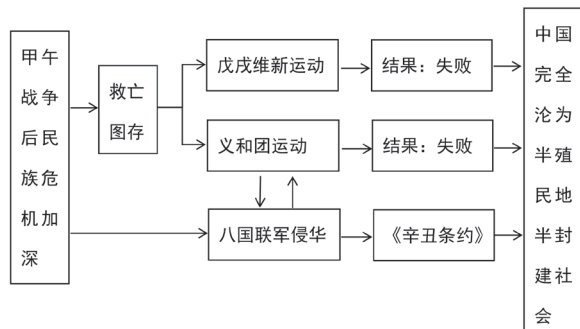 甲午
战争
后民
族危
机加
深
救亡
图存
戊戌维新运动
结果：失败
义和团运动
结果：失败
八国联军侵华
《辛丑条约》
中国
完全
沦为
半殖
民地
半封
建社
会